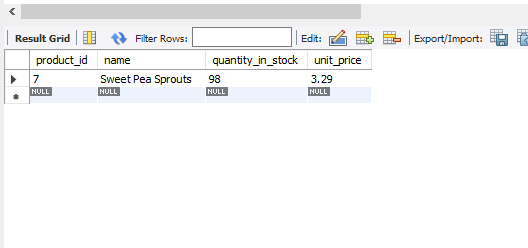 Result Grid Filter Rows: Edit: Export/Import:
product_id name quantity_in_stock unit_price
7 Sweet Pea Sprouts 98 3.29
NULL NULL NULL NULL